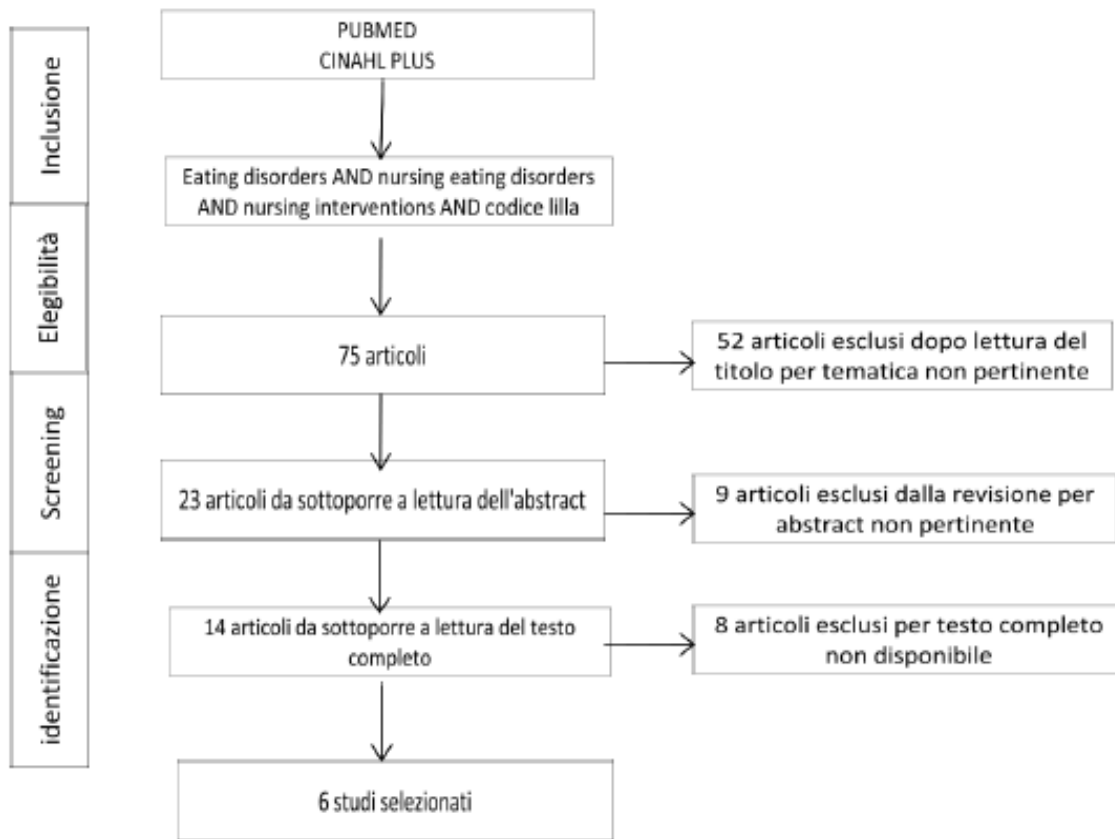 Inclusione
Elegibilità
Screening
identificazione
PUBMED
CINAHL PLUS
Eating disorders AND nursing eating disorders
AND nursing interventions AND codice lilla
75 articoli
52 articoli esclusi dopo lettura del
titolo per tematica non pertinente
23 articoli da sottoporre a lettura dell'abstract
9 articoli esclusi dalla revisione per
abstract non pertinente
14 articoli da sottoporre a lettura del testo
completo
8 articoli esclusi per testo completo
non disponibile
6 studi selezionati